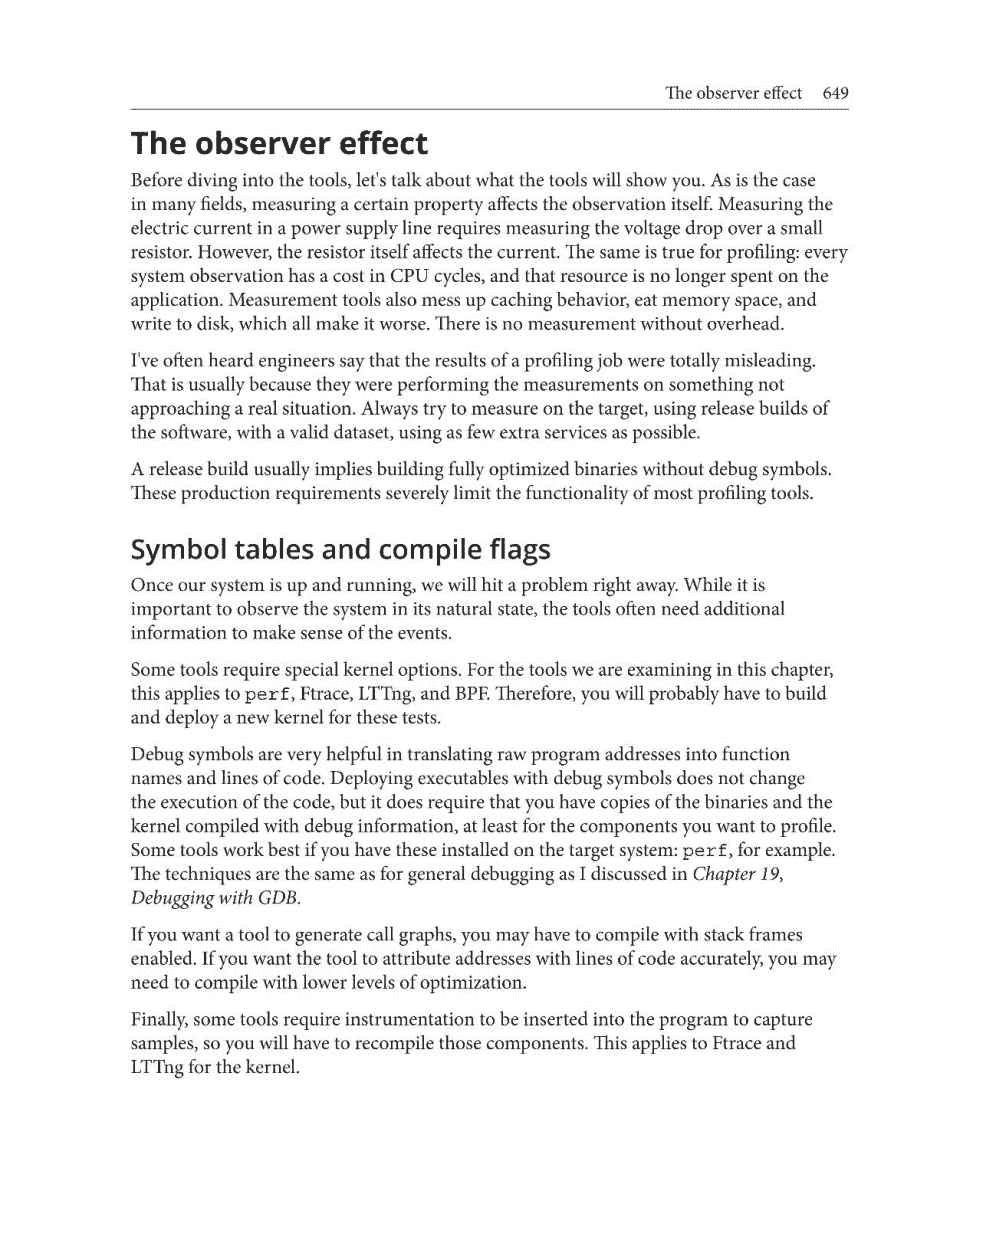 The observer effect 649
The observer effect
Before diving into the tools, let's talk about what the tools will show you. As is the case
in many fields, measuring a certain property affects the observation itself. Measuring the
electric current in a power supply line requires measuring the voltage drop over a small
resistor. However, the resistor itself affects the current. The same is true for profiling: every
system observation has a cost in CPU cycles, and that resource is no longer spent on the
application. Measurement tools also mess up caching behavior, eat memory space, and
write to disk, which all make it worse. There is no measurement without overhead.
I've often heard engineers say that the results of a profiling job were totally misleading.
That is usually because they were performing the measurements on something not
approaching a real situation. Always try to measure on the target, using release builds of
the software, with a valid dataset, using as few extra services as possible.
A release build usually implies building fully optimized binaries without debug symbols.
These production requirements severely limit the functionality of most profiling tools.
Symbol tables and compile flags
Once our system is up and running, we will hit a problem right away. While it is
important to observe the system in its natural state, the tools often need additional
information to make sense of the events.
Some tools require special kernel options. For the tools we are examining in this chapter,
this applies to perf, Ftrace, LTTng, and BPF. Therefore, you will probably have to build
and deploy a new kernel for these tests.
Debug symbols are very helpful in translating raw program addresses into function
names and lines of code. Deploying executables with debug symbols does not change
the execution of the code, but it does require that you have copies of the binaries and the
kernel compiled with debug information, at least for the components you want to profile.
Some tools work best if you have these installed on the target system: perf, for example.
The techniques are the same as for general debugging as I discussed in Chapter 19,
Debugging with GDB.
If you want a tool to generate call graphs, you may have to compile with stack frames
enabled. If you want the tool to attribute addresses with lines of code accurately, you may
need to compile with lower levels of optimization.
Finally, some tools require instrumentation to be inserted into the program to capture
samples, so you will have to recompile those components. This applies to Ftrace and
LTTng for the kernel.